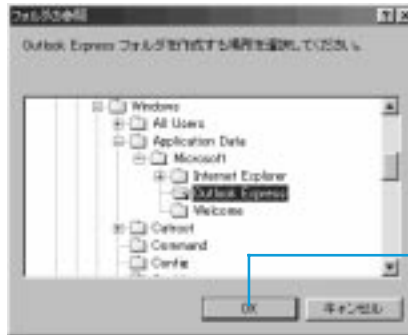 フォルダの参照
Outlook Express フォルダを作成する場所を選択してください。
Windows
All Users
Application Data
Microsoft
Internet Explorer
Outlook Express
Welcome
Catroot
Command
Config
OK
キャンセル